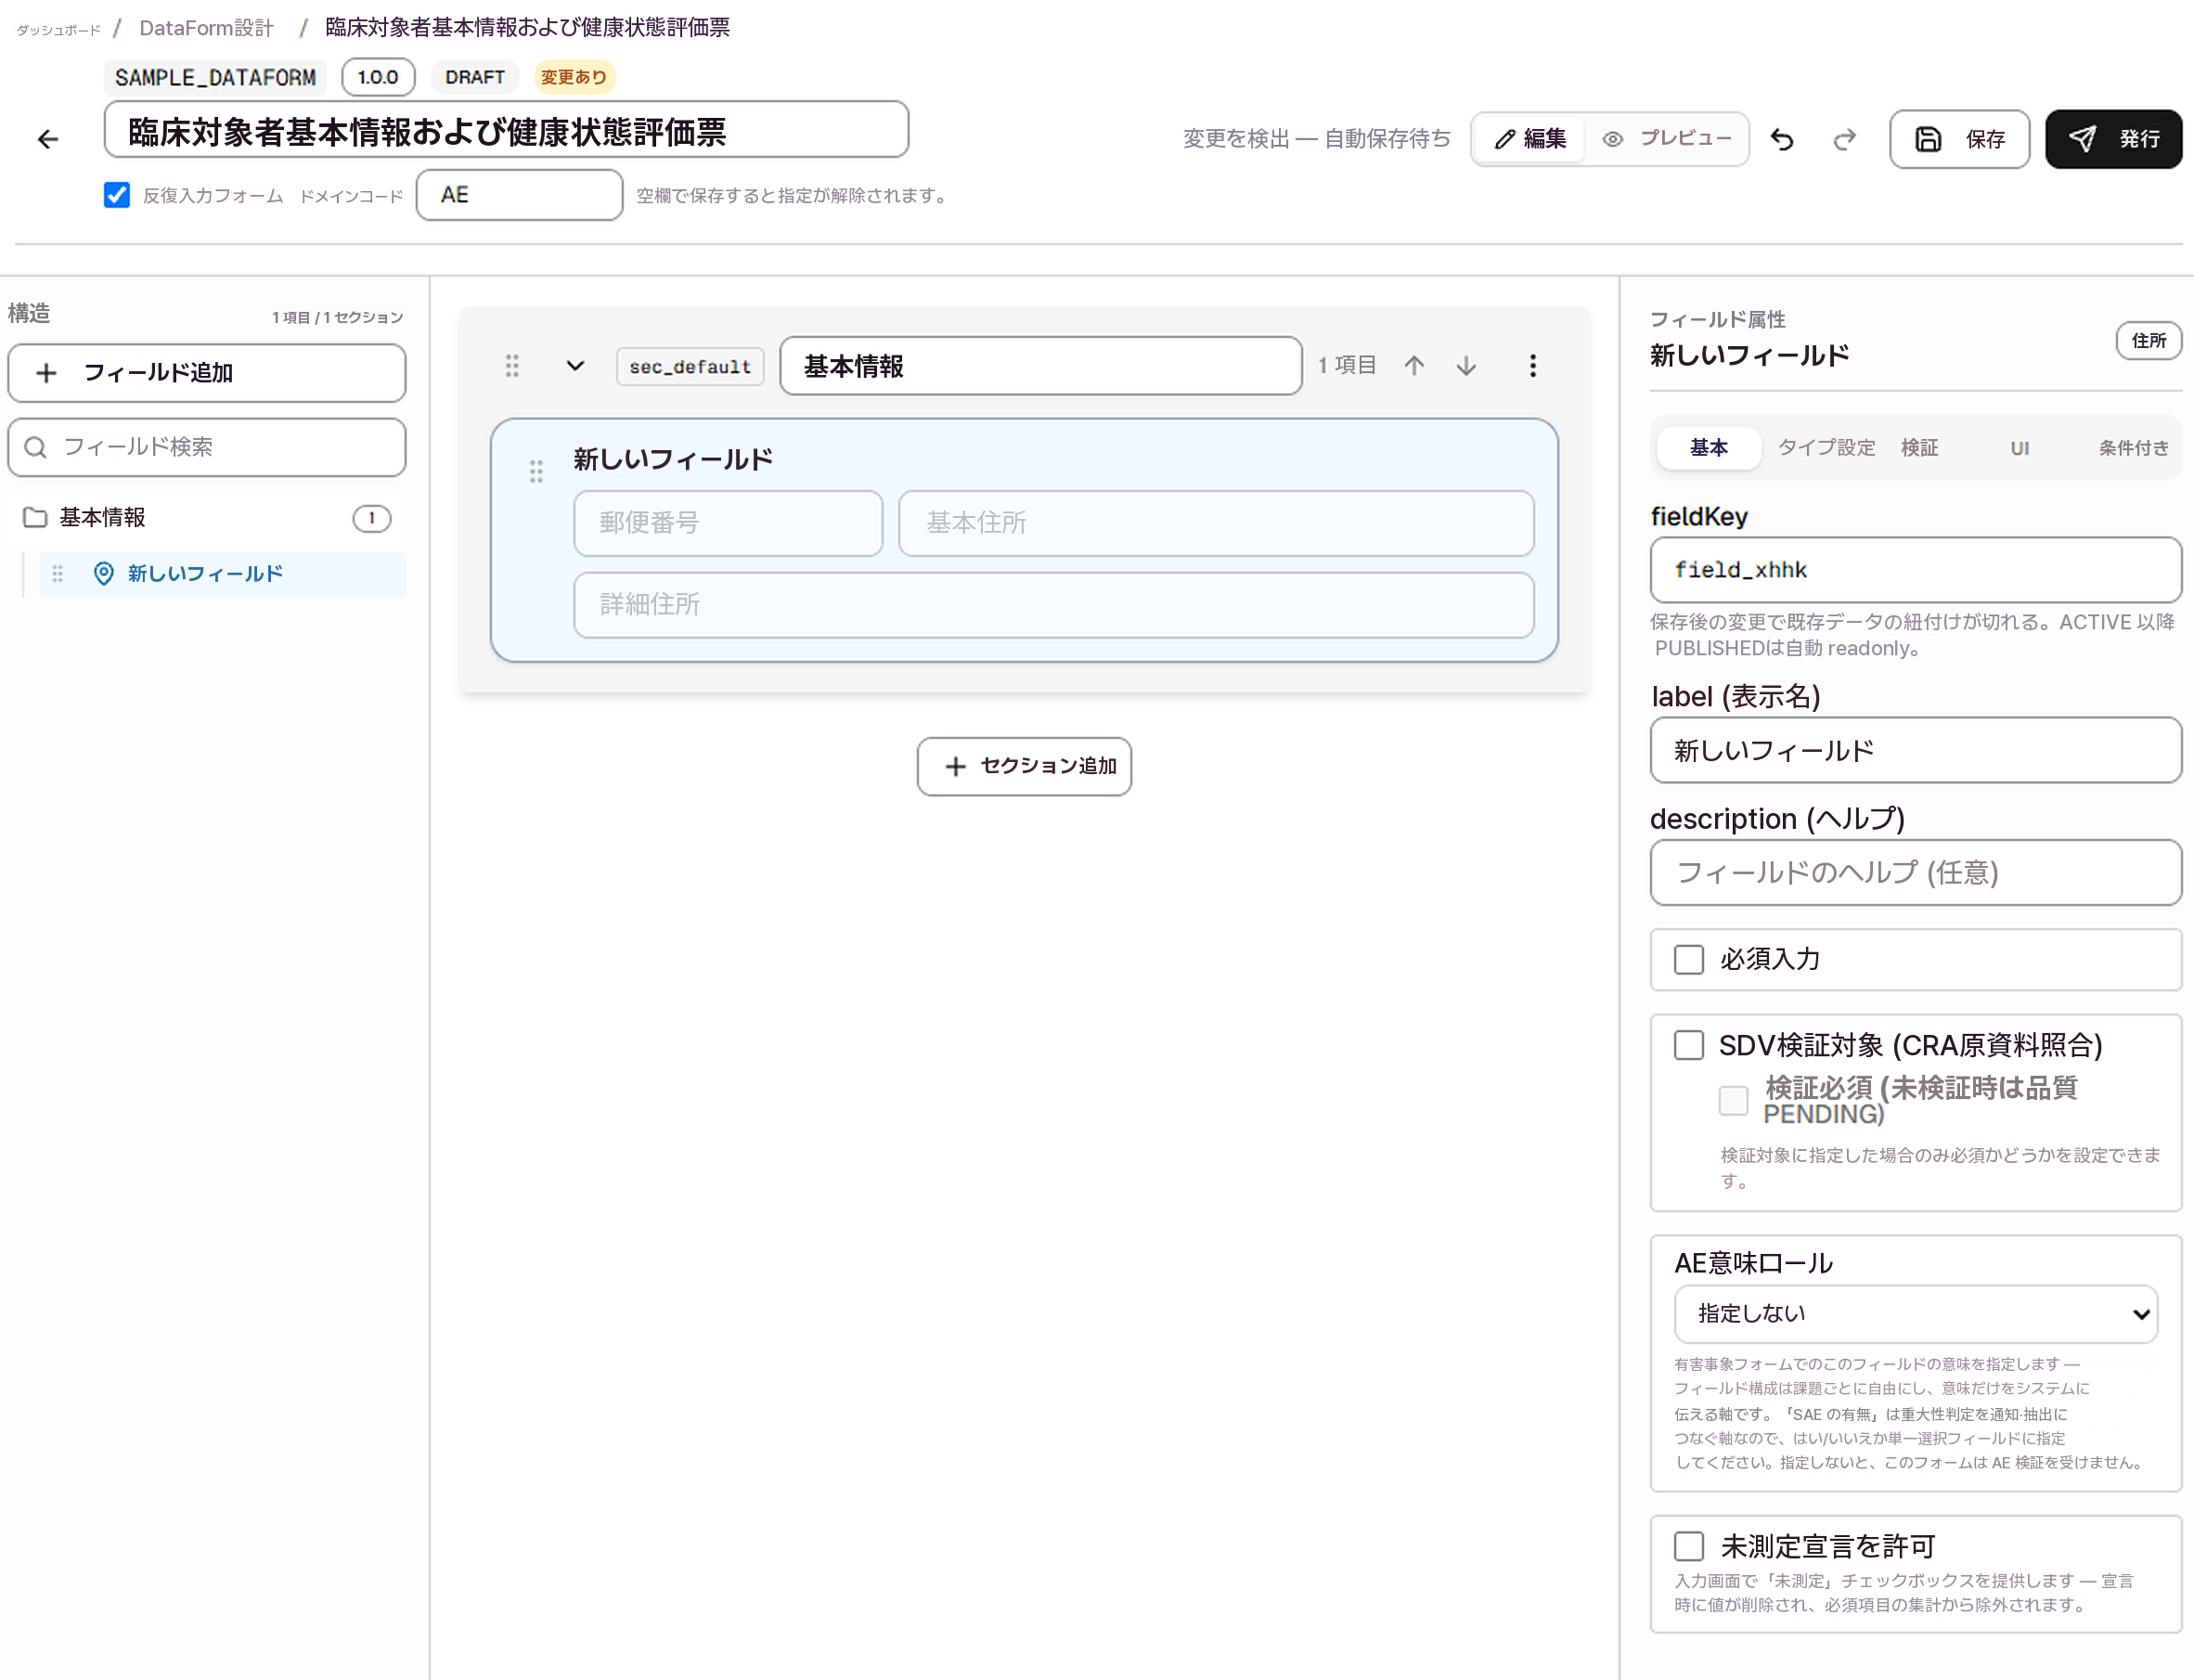 ダッシュボード / DataForm設計 / 臨床対象者基本情報および健康状態評価票
SAMPLE_DATAFORM 1.0.0 DRAFT 変更あり
臨床対象者基本情報および健康状態評価票
変更を検出 — 自動保存待ち 編集 プレビュー 保存 発行
反復入力フォーム ドメインコード AE 空欄で保存すると指定が解除されます。
構造 1 項目 / 1 セクション
フィールド追加
フィールド検索
基本情報 1
新しいフィールド
sec_default 基本情報 1 項目
新しいフィールド
郵便番号 基本住所
詳細住所
セクション追加
フィールド属性
新しいフィールド 住所
基本 タイプ設定 検証 UI 条件付き
fieldKey
field_xhhk
保存後の変更で既存データの紐付けが切れる。ACTIVE 以降
PUBLISHEDは自動 readonly。
label (表示名)
新しいフィールド
description (ヘルプ)
フィールドのヘルプ (任意)
必須入力
SDV検証対象 (CRA原資料照合)
検証必須 (未検証時は品質
PENDING)
検証対象に指定した場合のみ必須かどうかを設定できま
す。
AE意味ロール
指定しない
有害事象フォームでのこのフィールドの意味を指定します —
フィールド構成は課題ごとに自由にし、意味だけをシステムに
伝える軸です。「SAE の有無」は重大性判定を通知·抽出に
つなぐ軸なので、はい/いいえか単一選択フィールドに指定
してください。指定しないと、このフォームは AE 検証を受けません。
未測定宣言を許可
入力画面で「未測定」チェックボックスを提供します — 宣言
時に値が削除され、必須項目の集計から除外されます。